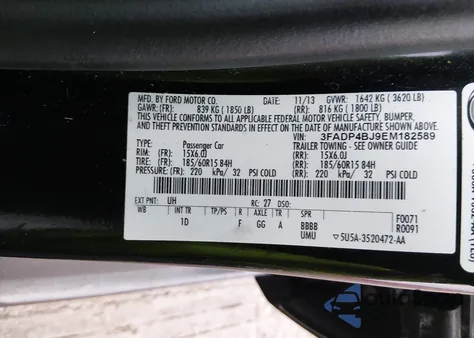 MFD. BY FORD MOTOR CO. DATE: 11/13 GVWR: 1642 KG ( 3620 LB)
GAWR: (FR): 839 KG ( 1850 LB) (RR): 816 KG ( 1800 LB)
THIS VEHICLE CONFORMS TO ALL APPLICABLE FEDERAL MOTOR VEHICLE SAFETY, BUMPER, AND THEFT PREVENTION STANDARDS IN EFFECT ON THE DATE OF MANUFACTURE SHOWN ABOVE.
VIN: 3FADP4BJ9EM182589
TYPE: Passenger Car TRAILER TOWING - SEE OWNER GUIDE
RIM: (FR): 15X6.0J (RR): 15X6.0J
TIRE: (FR): 185/60R15 84H (RR): 185/60R15 84H
PRESSURE: (FR): 220 kPa/ 32 PSI COLD (RR): 220 kPa/ 32 PSI COLD
EXT PNT: UH RC: 27 DSO:
WB INT TR TP/PS R AXLE TR SPR F0071
1D F GG A BBBB R0091
UMU 5U5A-3520472-AA